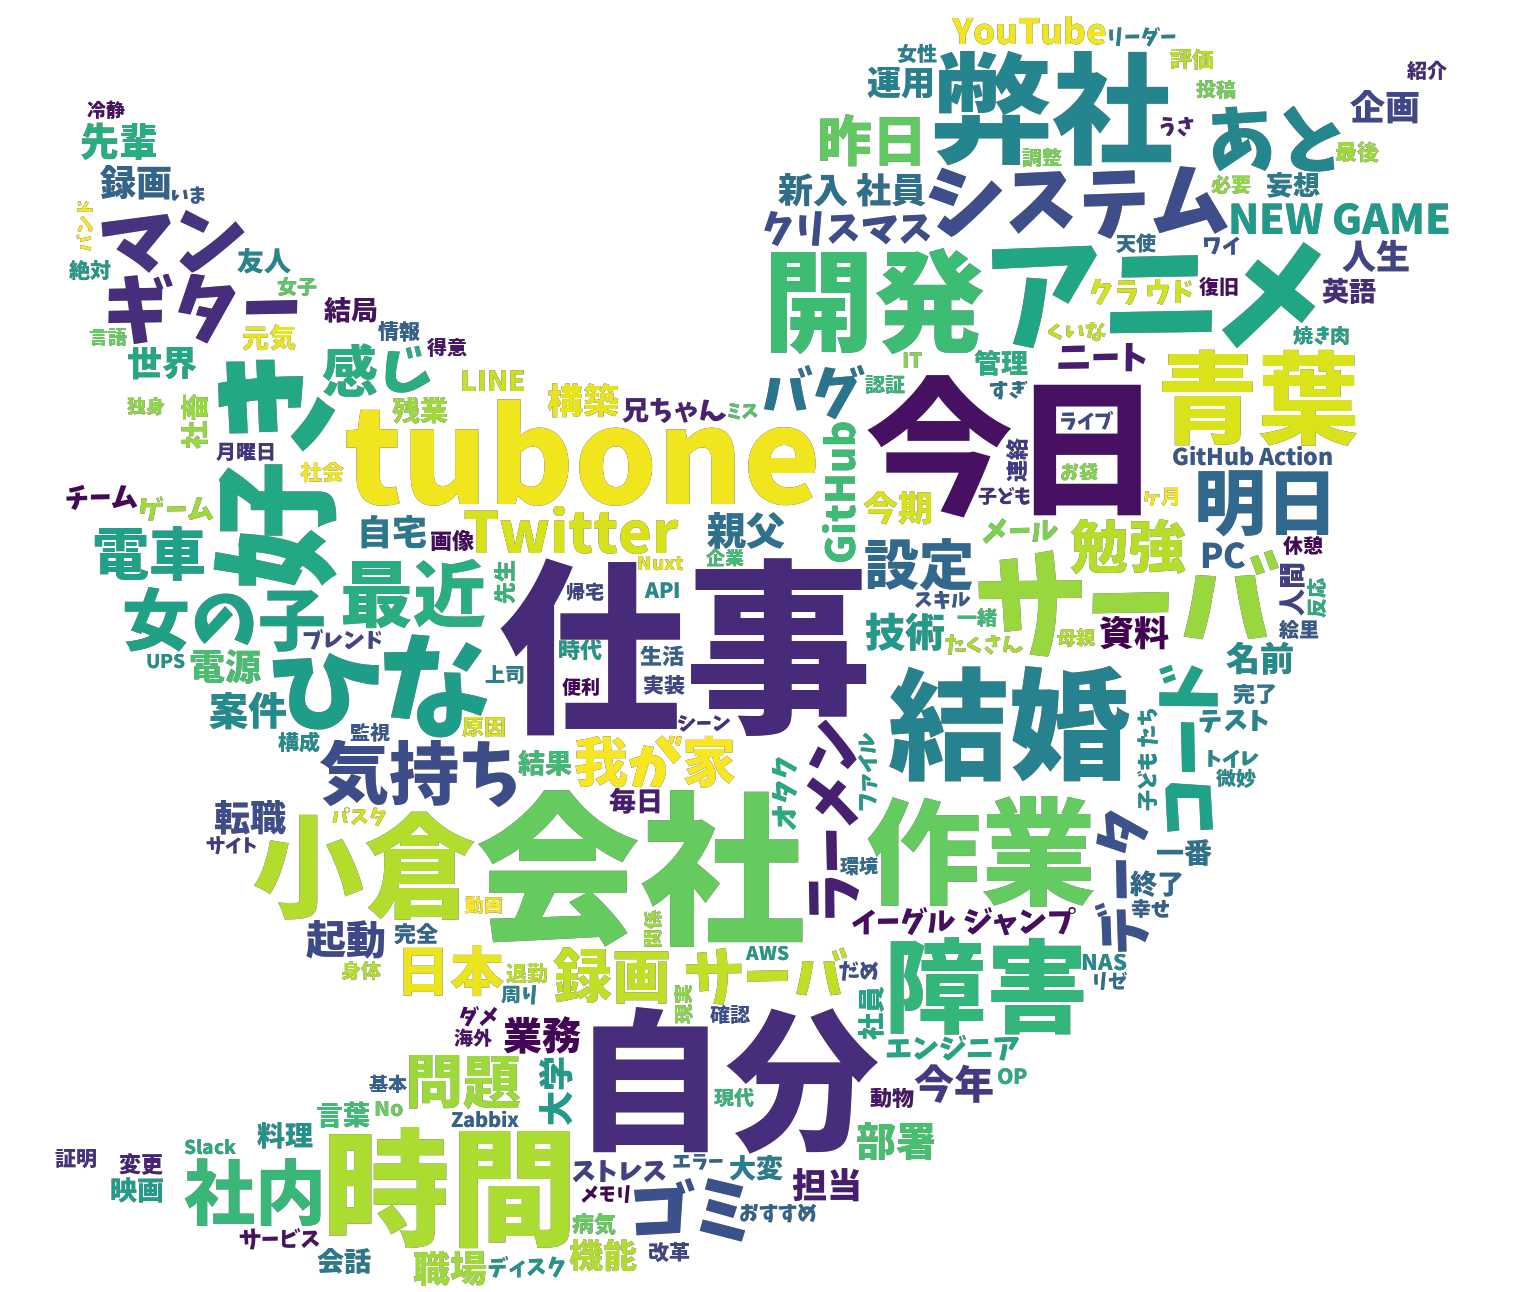 YouTube
リーダー
女性
弊社
評価
紹介
運用
投稿
企画
冷静
先輩
昨日
うさ
あと
調整
最後
録画
いま
新入 社員
システム
必要
妄想
バンド
マン
クリスマス
NEW GAME
友人
天使
ワイ
人生
絶対
開発
アニメ
ギター
女子
クラウド
復旧
英語
結局
言語
元気
情報
くいな
焼き肉
世界
得意
感じ
IT
管理
ニート
青葉
好き
LINE
バグ
認証
すぎ
独身
社畜
残業
構築
兄ちゃん
ミス
今日
ライブ
tubone
GitHub
連絡
月曜日
社会
お袋
GitHub Action
チーム
ゲーム
今期
子ども
ケ月
明日
電車
自宅
画像
Twitter
親父
メール
勉強
PC
休憩
企業
設定
最近
先生
Nuxt
仕事
帰宅
API
スキル
サーバ
人間
反応
女の子
ブレンド
技術
一緒
たくさん
母親
資料
絵里
UPS
電源
ひな
時代
生活
名前
上司
便利
実装
結婚
コード
完了
案件
原因
シーン
テスト
構成
監視
気持ち
結果
我が家
ラーメン
ファイル
子どもたち
トイレ
微妙
オタク
毎日
転職
パスタ
会社
作業
データ
サイト
小倉
環境
一番
終了
動画
幸せ
起動
完全
関係
イーグル ジャンプ
日本
退勤
録画 サーバ
AWS
だめ
障害
NAS
身体
周り
現実
社員
リゼ
ダメ
海外
業務
確認
自分
エンジニア
問題
基本
大学
現代
動物
今年
OP
言葉
No
Zabbix
料理
部署
Slack
時間
証明
変更
社内
ストレス
エラー
大変
映画
メモリ
ゴミ
担当
おすすめ
病気
サービス
会話
職場
ディスク
機能
改革